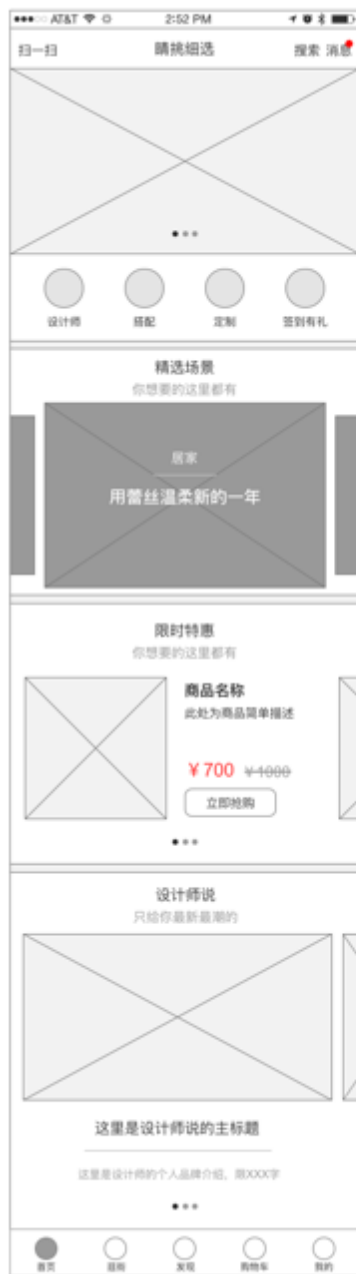 AT&T 2:52 PM
扫一扫 睛挑细选 搜索 消息
设计师 搭配 定制 签到有礼
精选场景
你想要的这里都有
居家
用蕾丝温柔新的一年
限时特惠
你想要的这里都有
商品名称
此处为商品简单描述
¥700 ¥1000
立即抢购
设计师说
只给你最新最潮的
这里是设计师说的主标题
这里是设计师的个人品牌介绍，限XXX字
首页 逛街 发现 购物车 我的